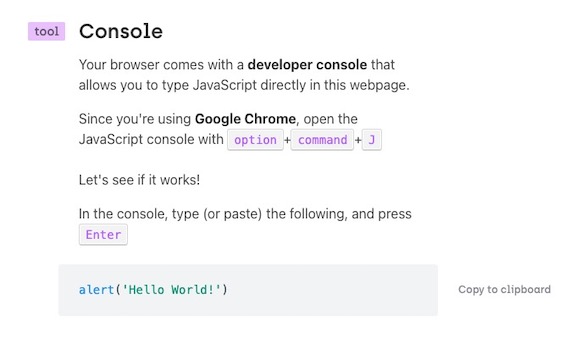 tool Console
Your browser comes with a developer console that
allows you to type JavaScript directly in this webpage.
Since you're using Google Chrome, open the
JavaScript console with option+command+J
Let's see if it works!
In the console, type (or paste) the following, and press
Enter
alert('Hello World!') Copy to clipboard